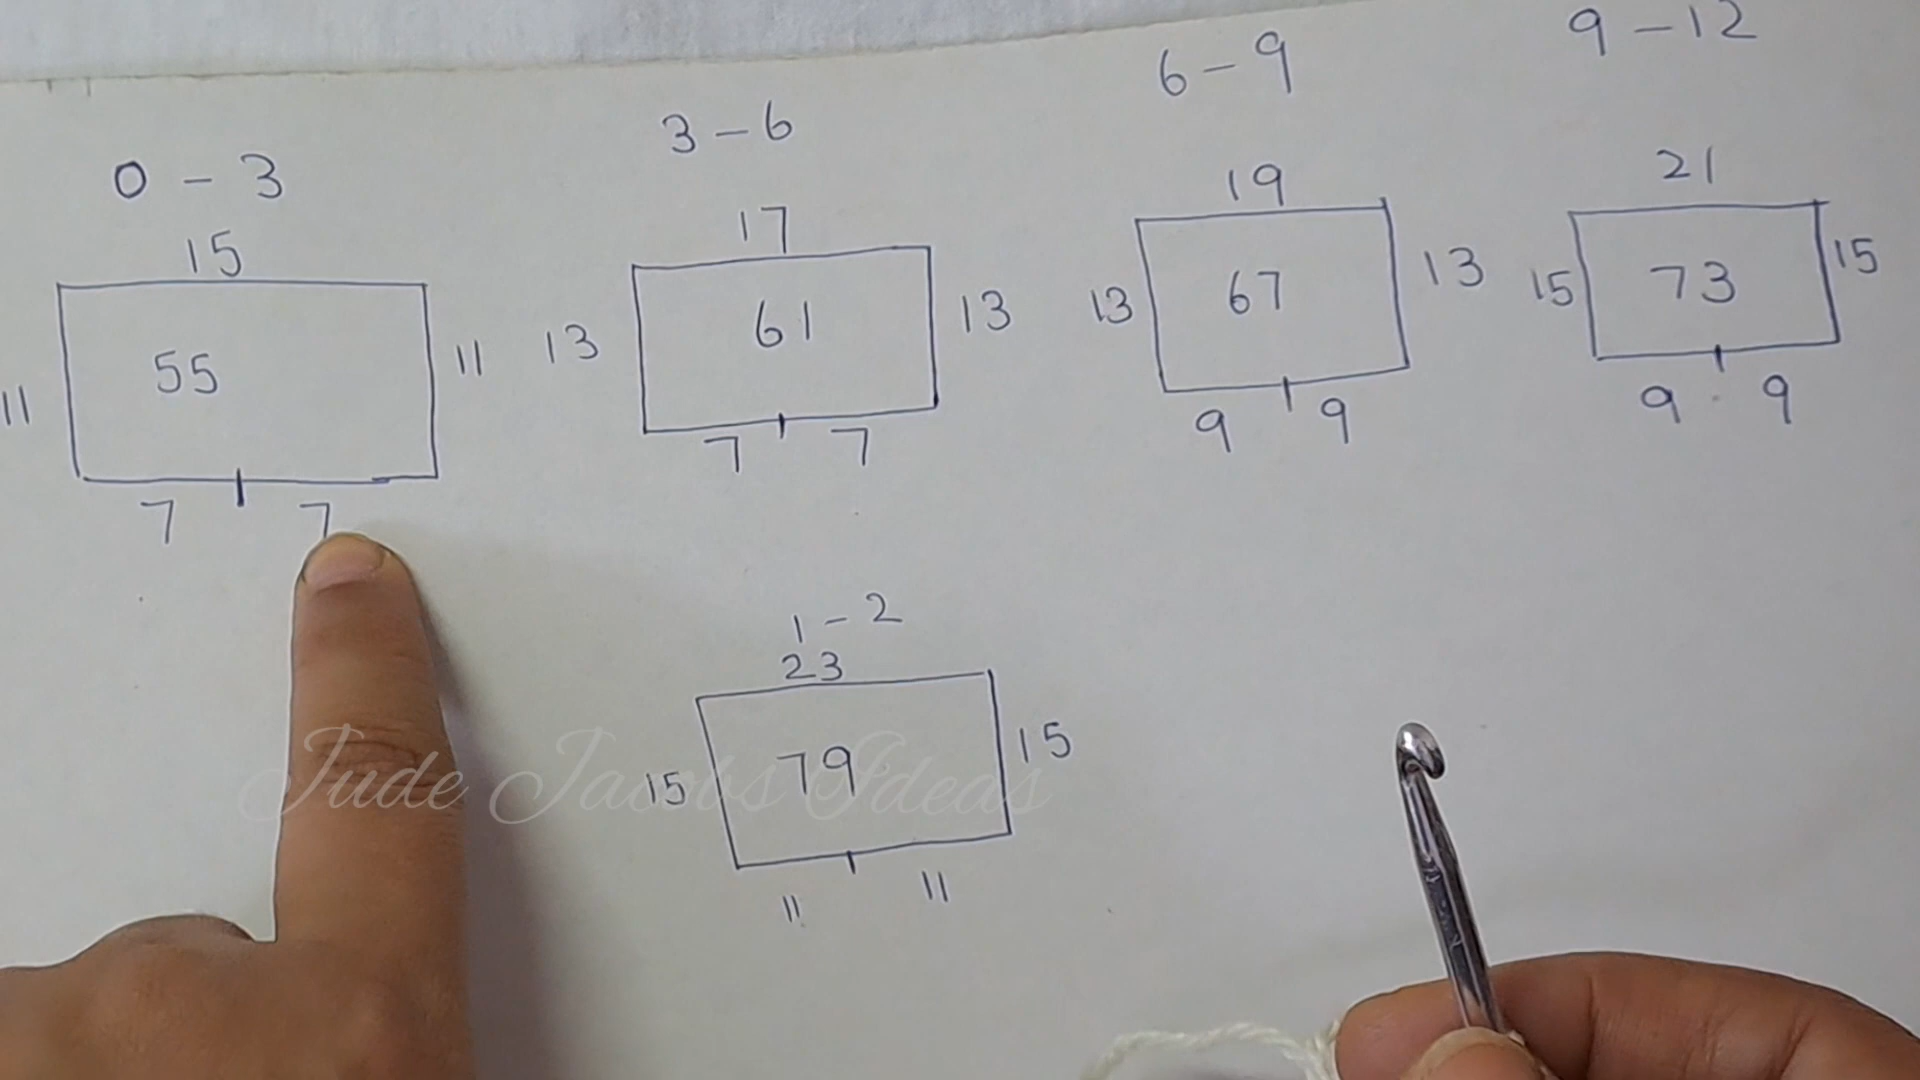 0 - 3
15
11 55 11
7 7
3 - 6
17
13 61 13
7 7
6 - 9
19
13 67 13
9 9
9 - 12
21
15 73 15
9 9
1 - 2
23
15 79 15
11 11
Jude Jacobs Ideas